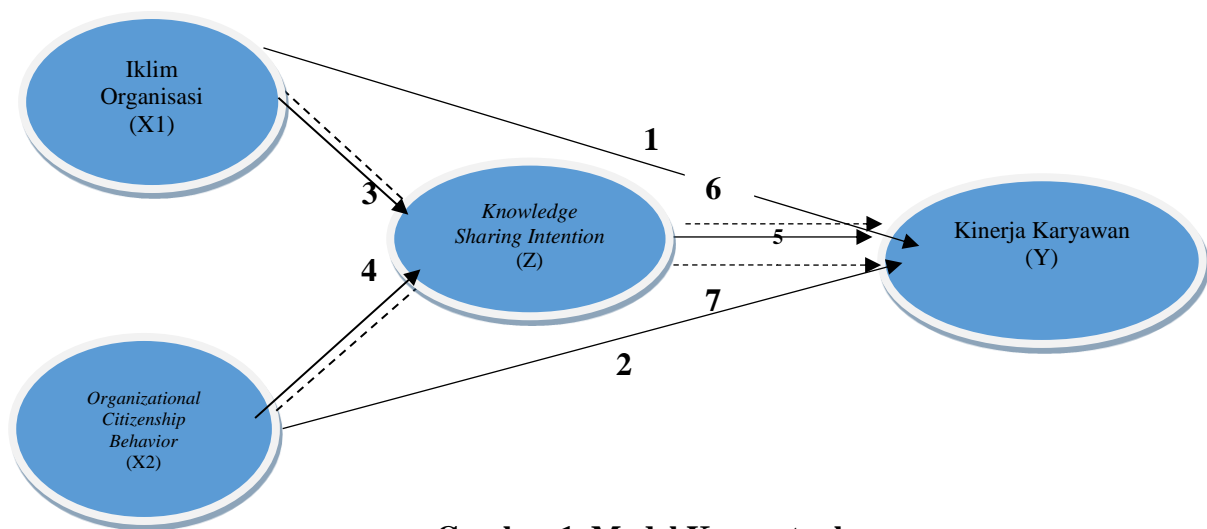 Iklim
Organisasi
(X1)
1
6
3
Knowledge
Sharing Intention
(Z)
5
Kinerja Karyawan
(Y)
4
7
2
Organizational
Citizenship
Behavior
(X2)